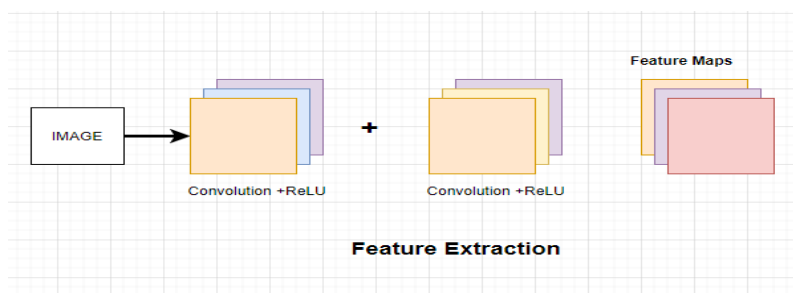 Feature Maps
IMAGE
+
Convolution +ReLU
Convolution +ReLU
Feature Extraction